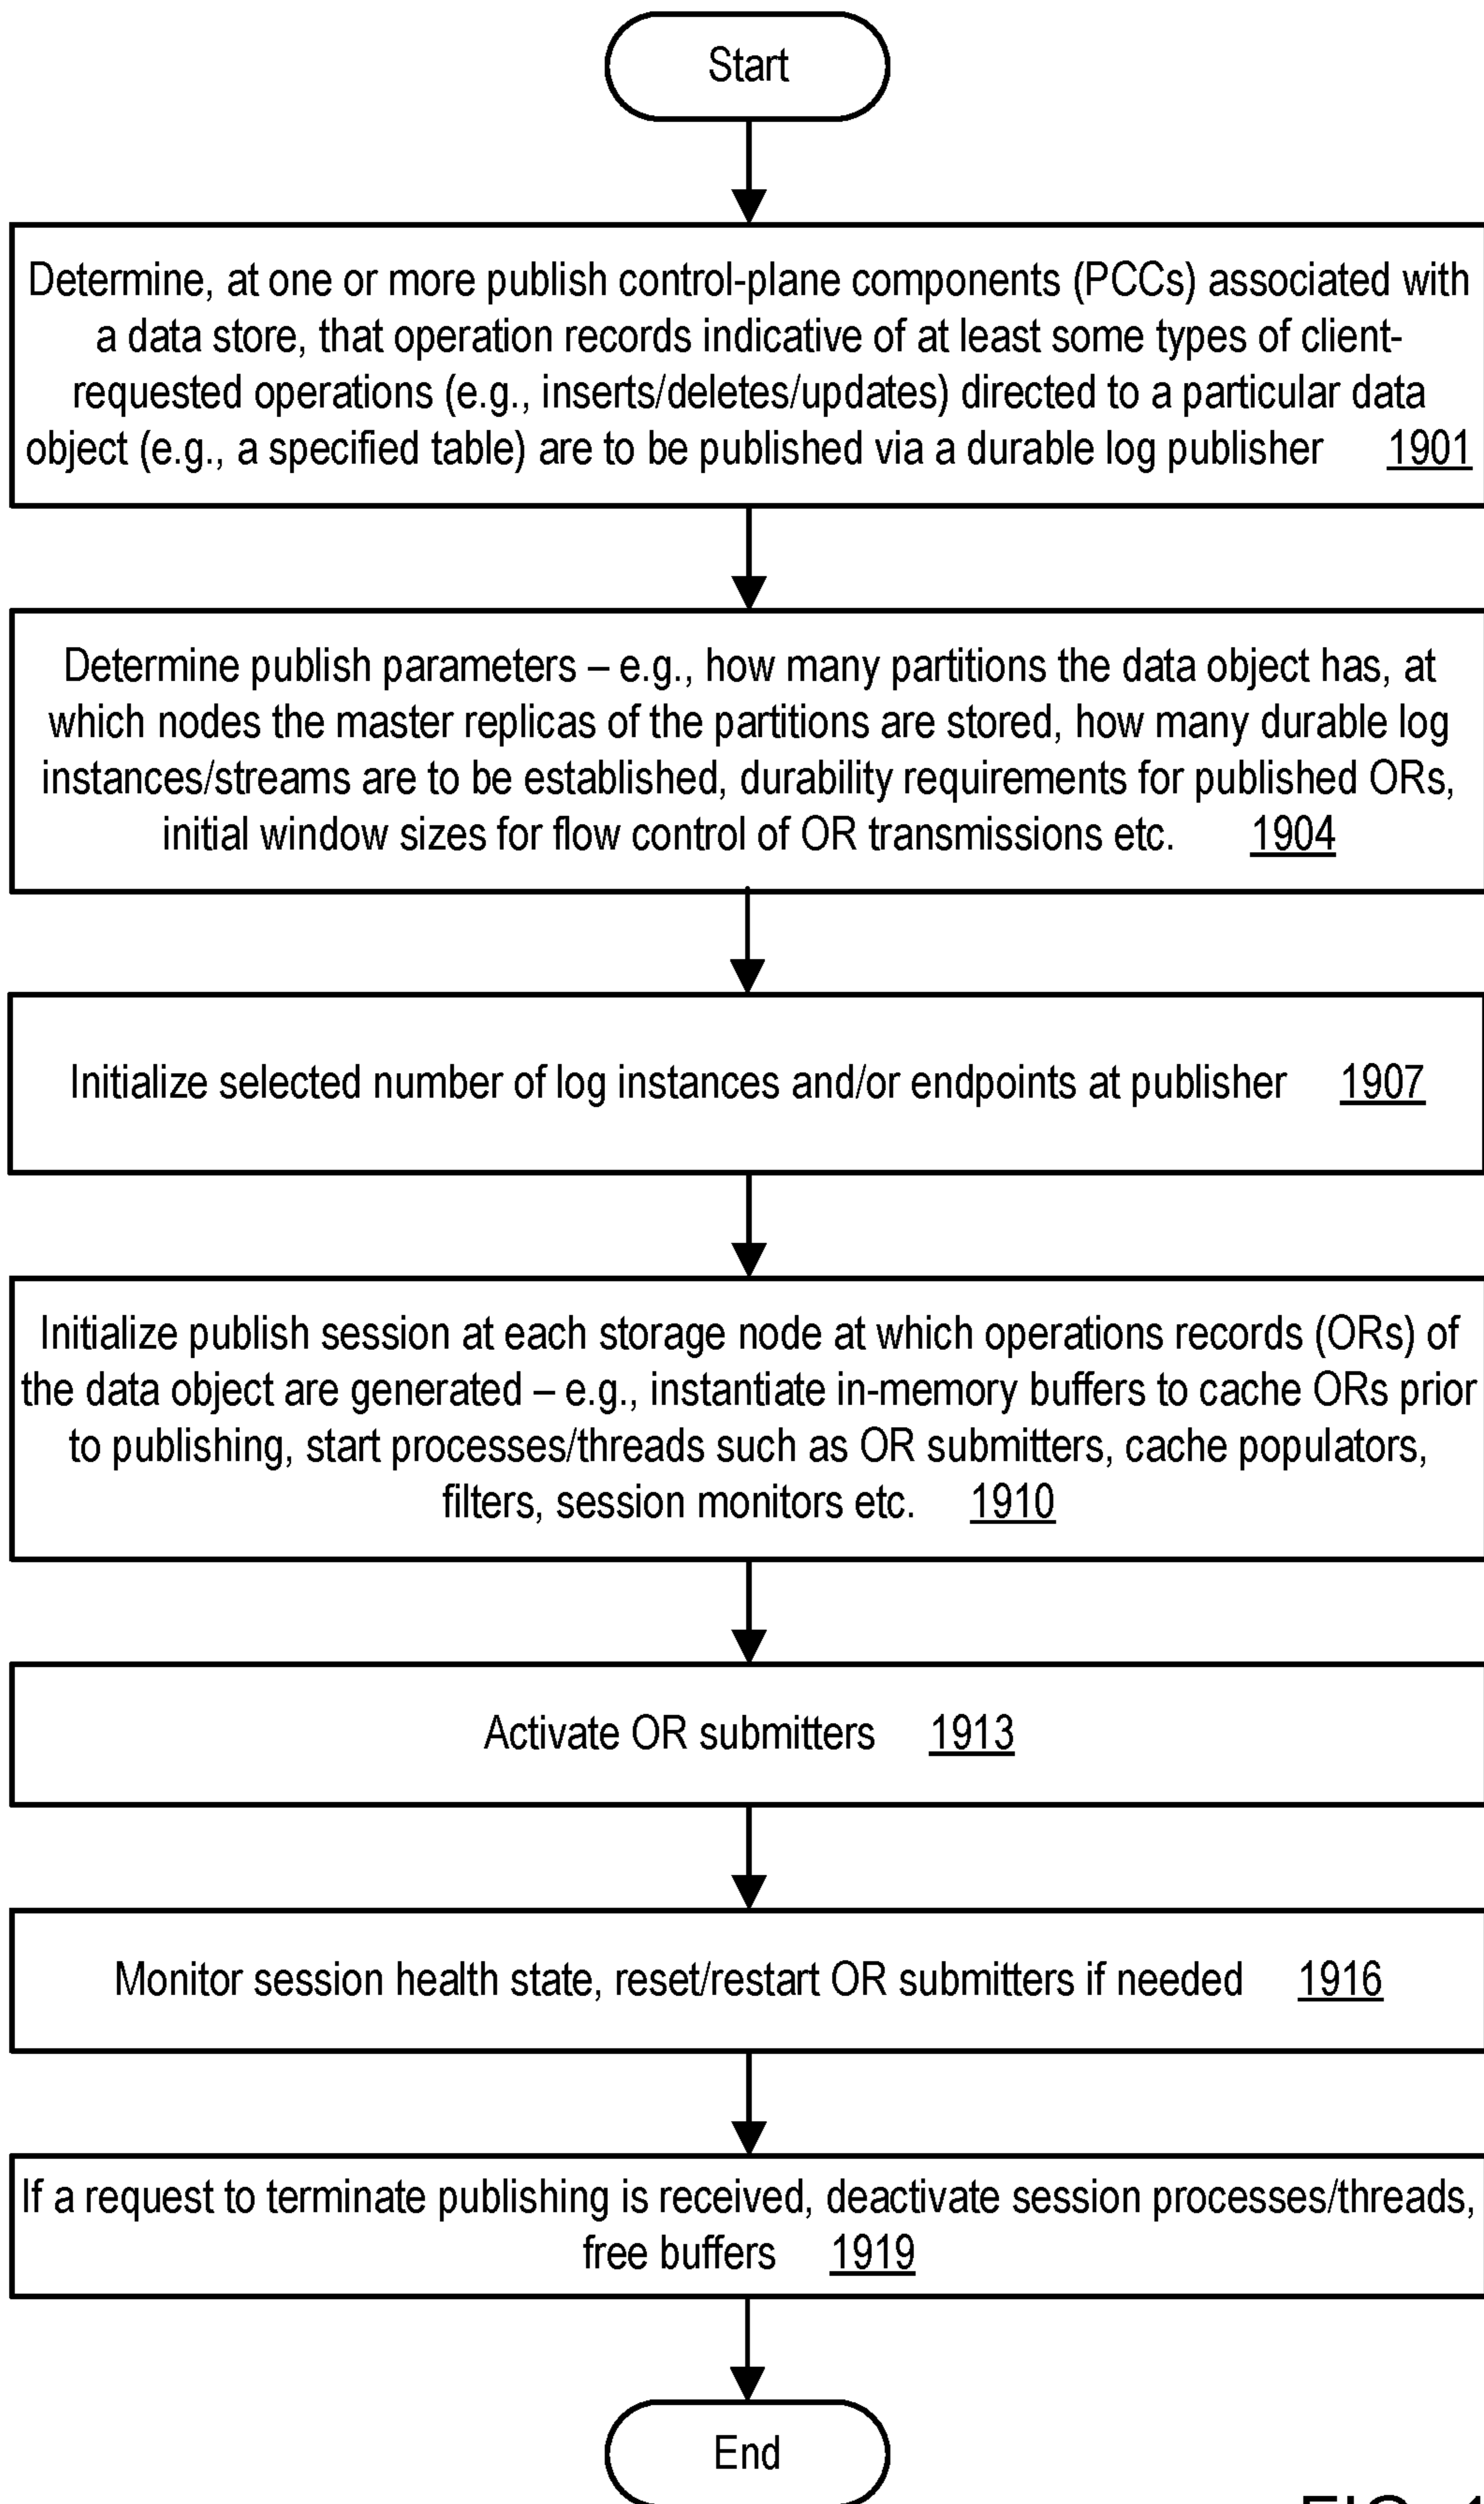 Start
Determine, at one or more publish control-plane components (PCCs) associated with
a data store, that operation records indicative of at least some types of client-
requested operations (e.g., inserts/deletes/updates) directed to a particular data
object (e.g., a specified table) are to be published via a durable log publisher 1901
Determine publish parameters – e.g., how many partitions the data object has, at
which nodes the master replicas of the partitions are stored, how many durable log
instances/streams are to be established, durability requirements for published ORs,
initial window sizes for flow control of OR transmissions etc. 1904
Initialize selected number of log instances and/or endpoints at publisher 1907
Initialize publish session at each storage node at which operations records (ORs) of
the data object are generated – e.g., instantiate in-memory buffers to cache ORs prior
to publishing, start processes/threads such as OR submitters, cache populators,
filters, session monitors etc. 1910
Activate OR submitters 1913
Monitor session health state, reset/restart OR submitters if needed 1916
If a request to terminate publishing is received, deactivate session processes/threads,
free buffers 1919
End